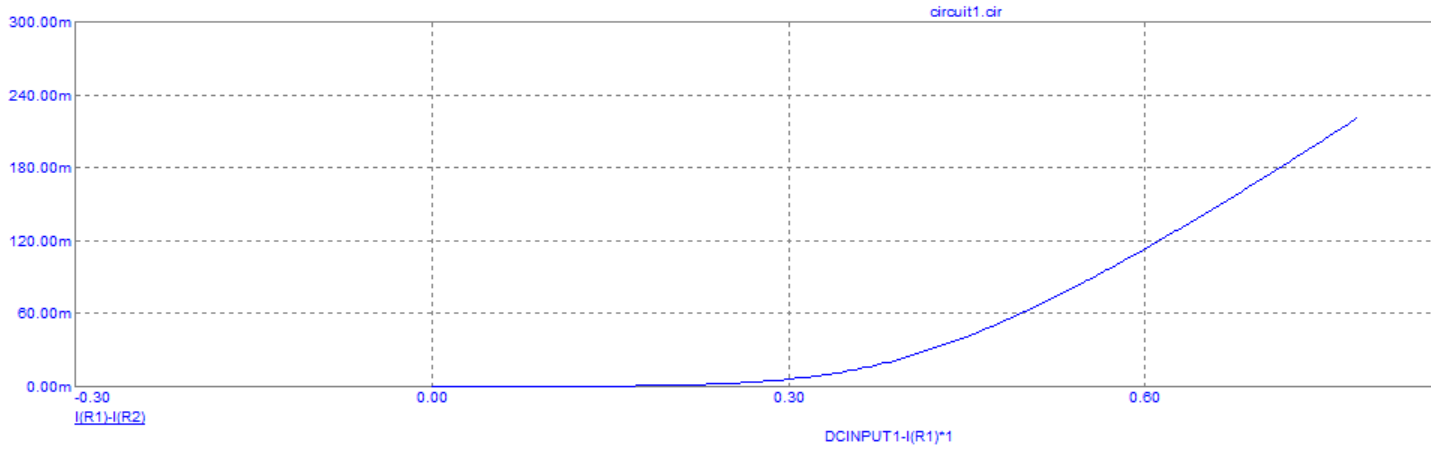 circuit1.cir
300.00m
240.00m
180.00m
120.00m
60.00m
0.00m
-0.30 0.00 0.30 0.60
I(R1)-I(R2)
DCINPUT1-I(R1)*1